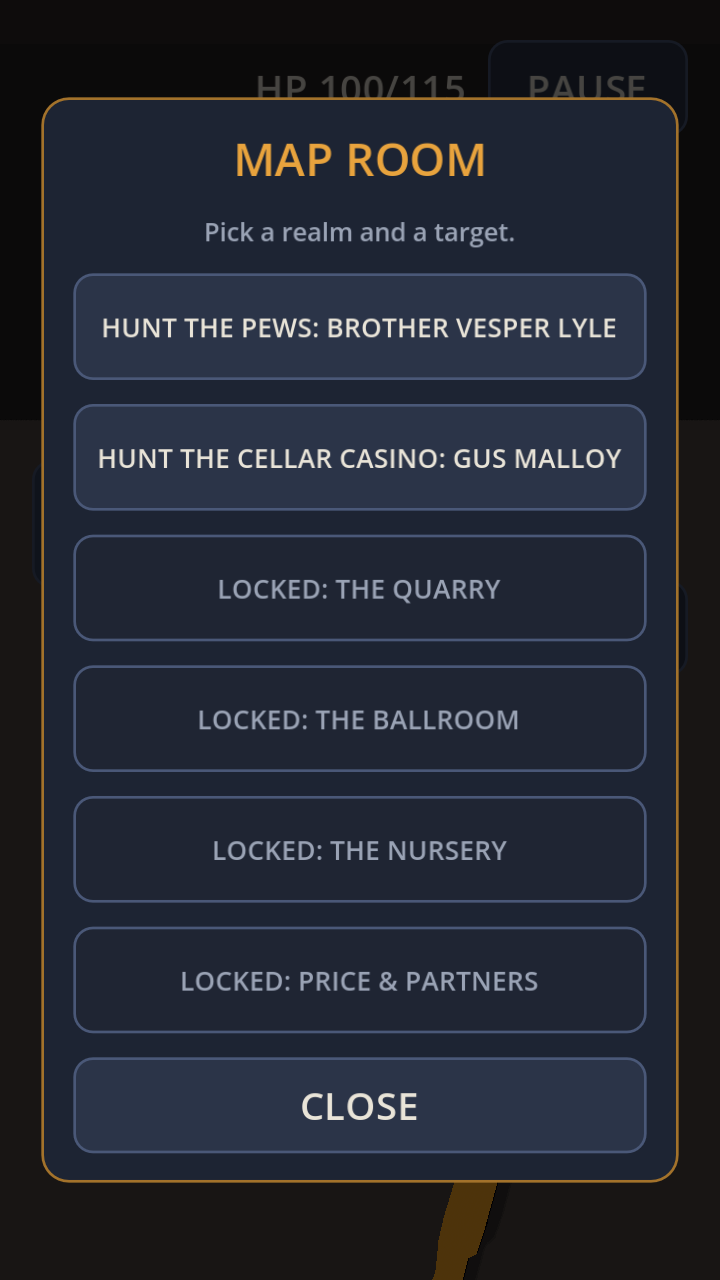 HP 100/115
PAUSE
MAP ROOM
Pick a realm and a target.
HUNT THE PEWS: BROTHER VESPER LYLE
HUNT THE CELLAR CASINO: GUS MALLOY
LOCKED: THE QUARRY
LOCKED: THE BALLROOM
LOCKED: THE NURSERY
LOCKED: PRICE & PARTNERS
CLOSE